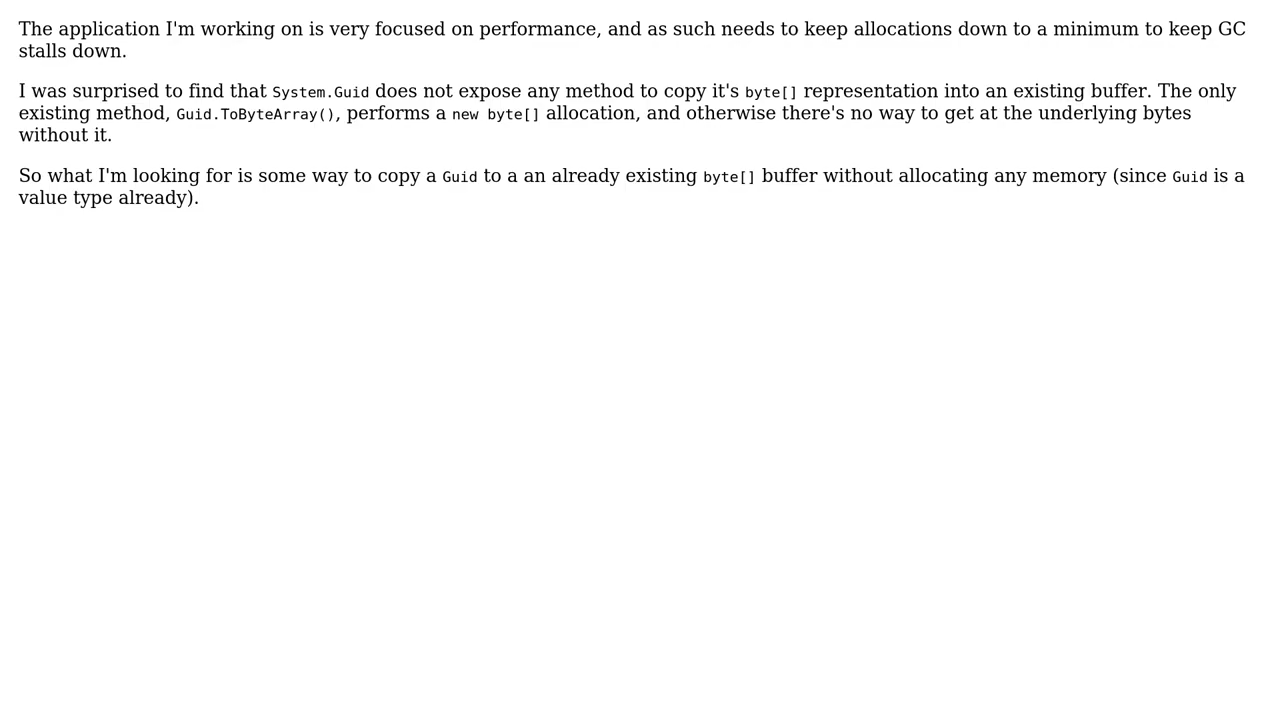 The application I'm working on is very focused on performance, and as such needs to keep allocations down to a minimum to keep GC
stalls down.
I was surprised to find that System.Guid does not expose any method to copy it's byte[] representation into an existing buffer. The only
existing method, Guid.ToByteArray(), performs a new byte[] allocation, and otherwise there's no way to get at the underlying bytes
without it.
So what I'm looking for is some way to copy a Guid to a an already existing byte[] buffer without allocating any memory (since Guid is a
value type already).